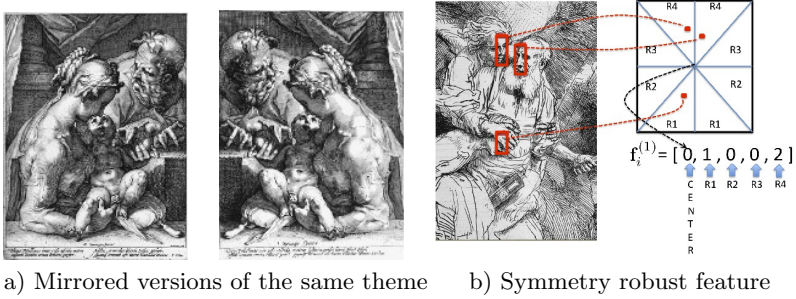 R4 R4
R3 R3
R2 R2
R1 R1
f_i^{(1)} = [ 0, 1, 0, 0, 2 ]
CENTER R1 R2 R3 R4
a) Mirrored versions of the same theme b) Symmetry robust feature